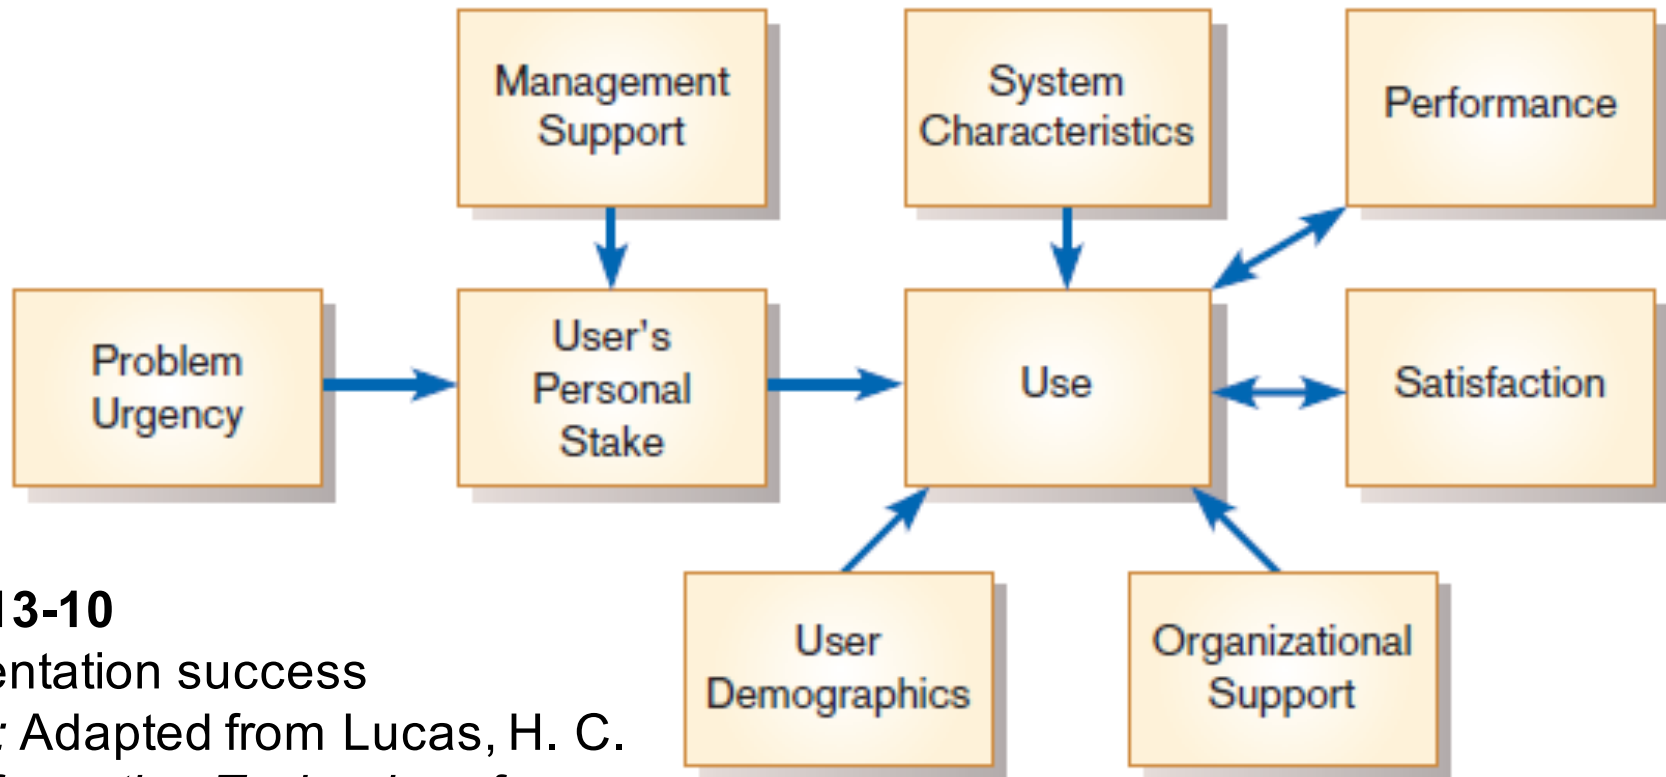 Management
Support
System
Characteristics
Performance
Problem
Urgency
User's
Personal
Stake
Use
Satisfaction
User
Demographics
Organizational
Support
13-10
entation success
: Adapted from Lucas, H. C.